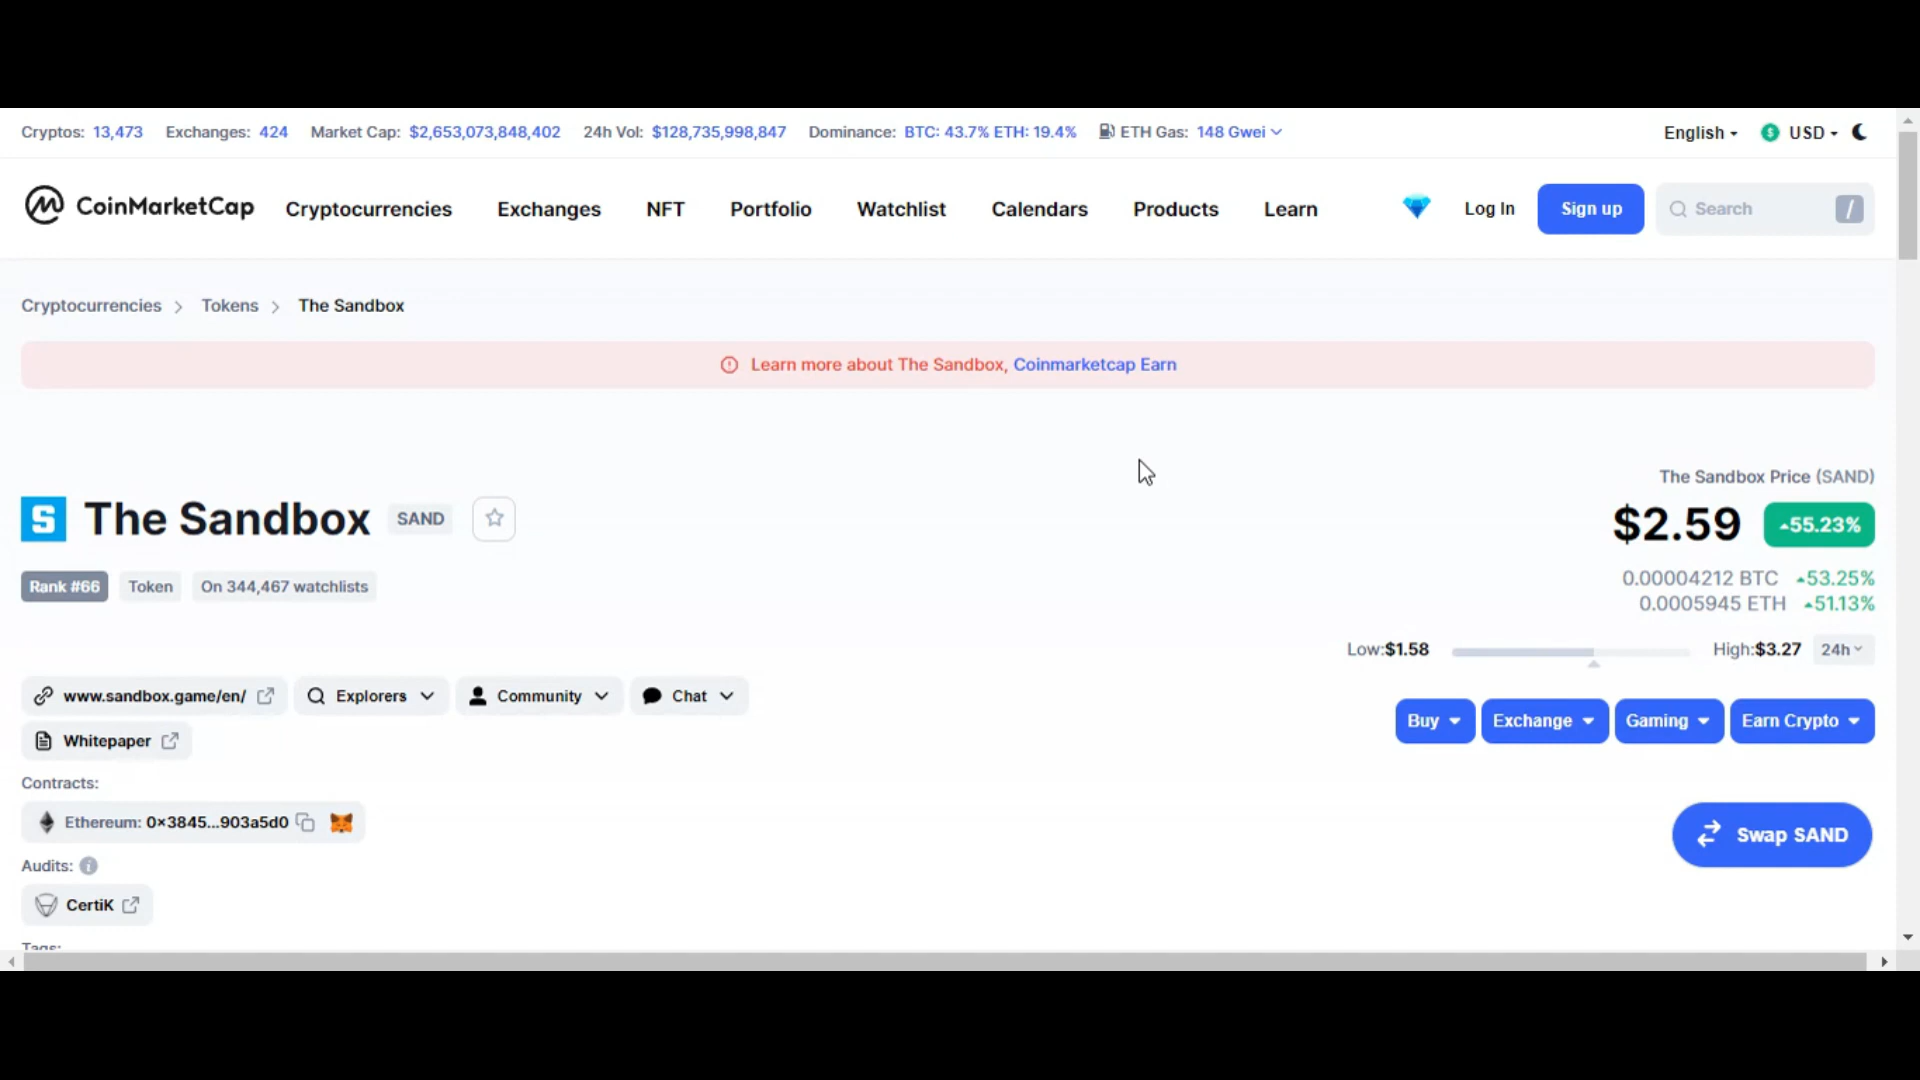 Cryptos: 13,473 Exchanges: 424 Market Cap: $2,653,073,848,402 24h Vol: $128,735,998,847 Dominance: BTC: 43.7% ETH: 19.4% ETH Gas: 148 Gwei English USD
CoinMarketCap Cryptocurrencies Exchanges NFT Portfolio Watchlist Calendars Products Learn Log In Sign up Search /
Cryptocurrencies > Tokens > The Sandbox
Learn more about The Sandbox, Coinmarketcap Earn
The Sandbox Price (SAND)
S The Sandbox SAND $2.59 55.23%
Rank #66 Token On 344,467 watchlists 0.00004212 BTC 53.25%
0.0005945 ETH 51.13%
Low:$1.58 High:$3.27 24h
www.sandbox.game/en/ Explorers Community Chat
Buy Exchange Gaming Earn Crypto
Whitepaper
Contracts:
Ethereum: 0x3845...903a5d0 Swap SAND
Audits:
CertiK
Tags: